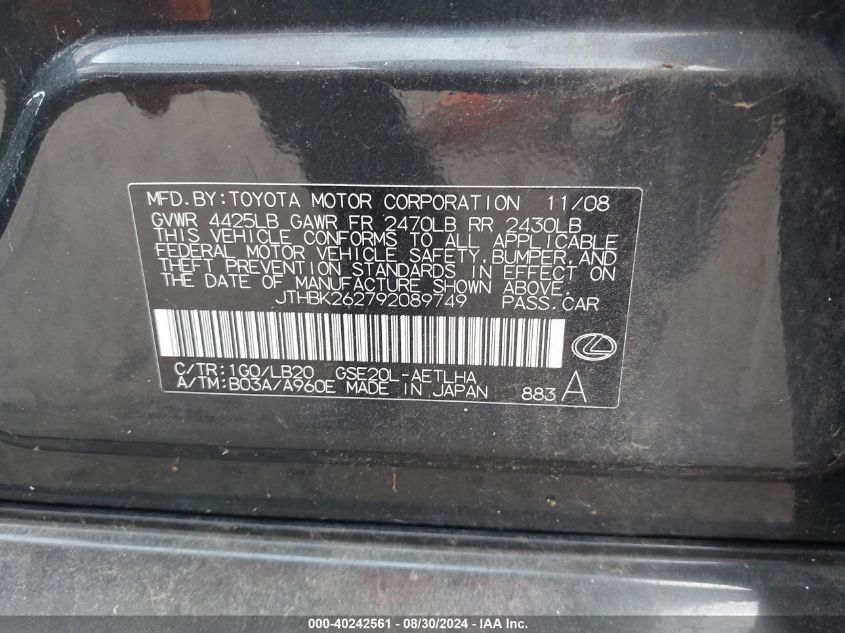 MFD.BY:TOYOTA MOTOR CORPORATION 11/08
GVWR 4425LB GAWR FR 2470LB RR 2430LB
THIS VEHICLE CONFORMS TO ALL APPLICABLE
FEDERAL MOTOR VEHICLE SAFETY,BUMPER,AND
THEFT PREVENTION STANDARDS IN EFFECT ON
THE DATE OF MANUFACTURE SHOWN ABOVE.
JTHBK262792089749 PASS.CAR
C/TR:1G0/LB20 GSE20L-AETLHA
A/TM:B03A/A960E MADE IN JAPAN 883 A
000-40242561 - 08/30/2024 - © IAA Inc.